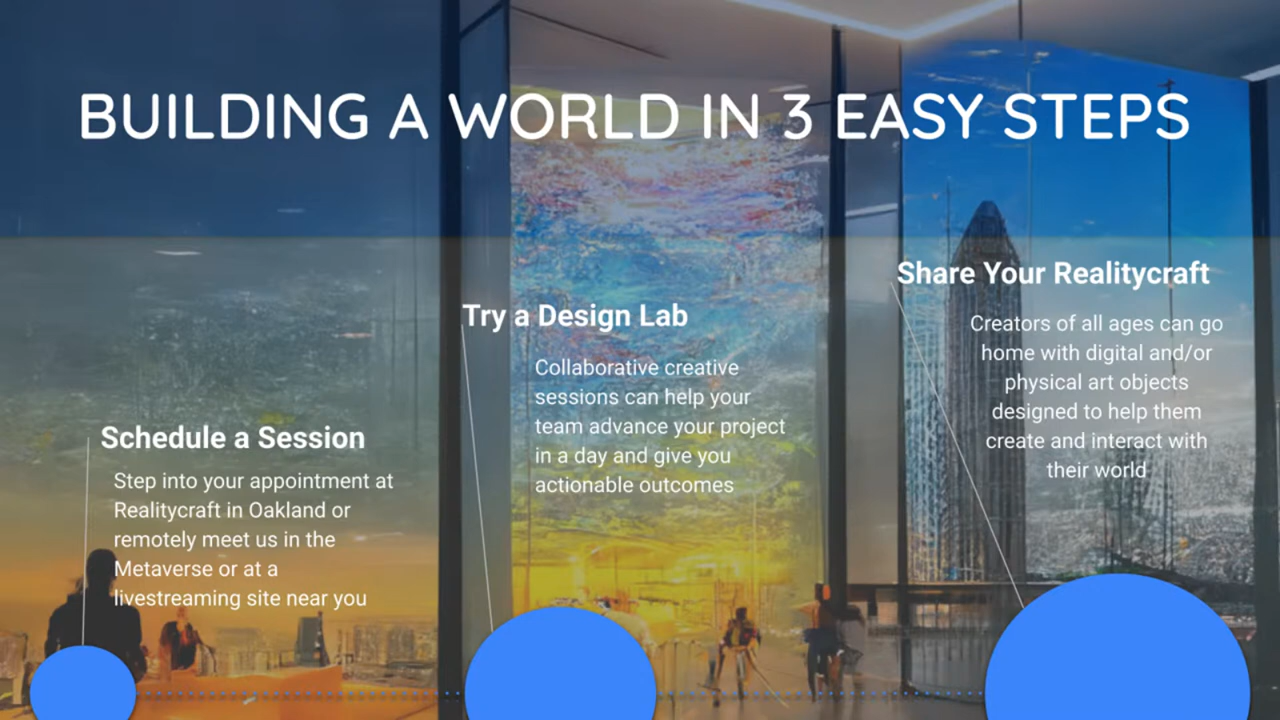 BUILDING A WORLD IN 3 EASY STEPS
Schedule a Session
Step into your appointment at
Realitycraft in Oakland or
remotely meet us in the
Metaverse or at a
livestreaming site near you
Try a Design Lab
Collaborative creative
sessions can help your
team advance your project
in a day and give you
actionable outcomes
Share Your Realitycraft
Creators of all ages can go
home with digital and/or
physical art objects
designed to help them
create and interact with
their world